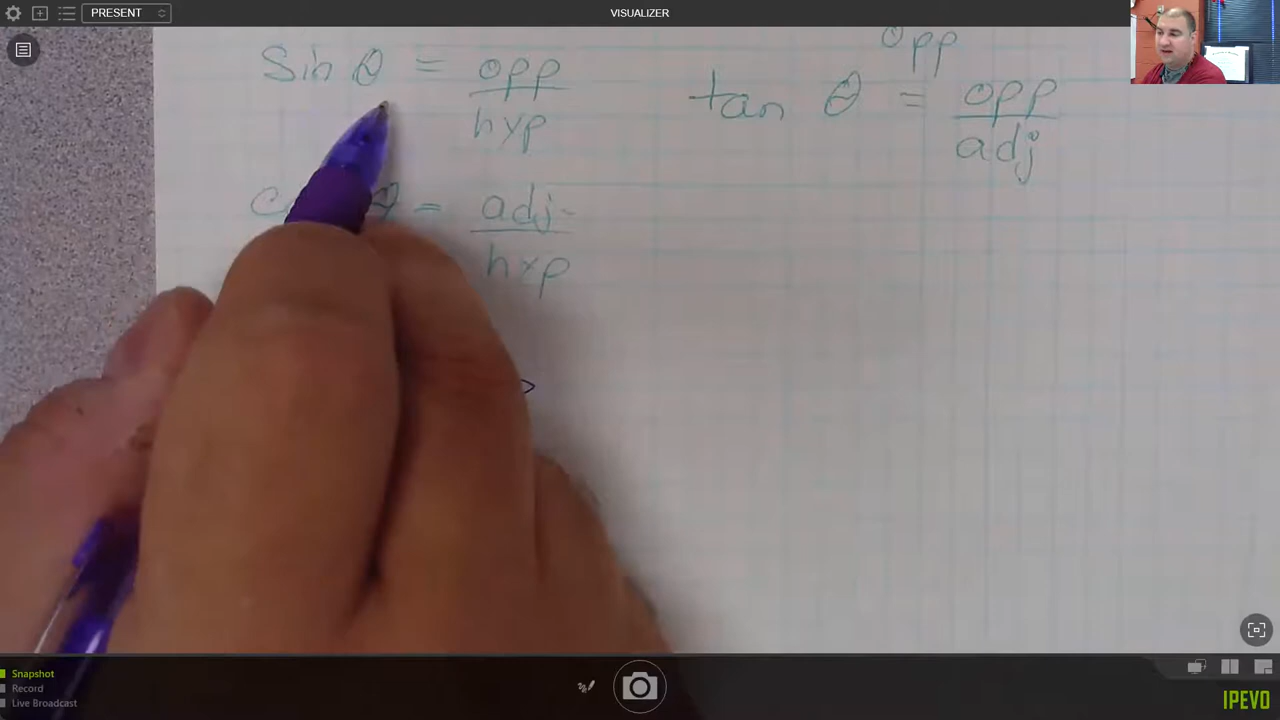 PRESENT
VISUALIZER
opp
sin θ = opp
hyp
tan θ = opp
adj
θ = adj
hyp
Snapshot
Record
Live Broadcast
IPEVO